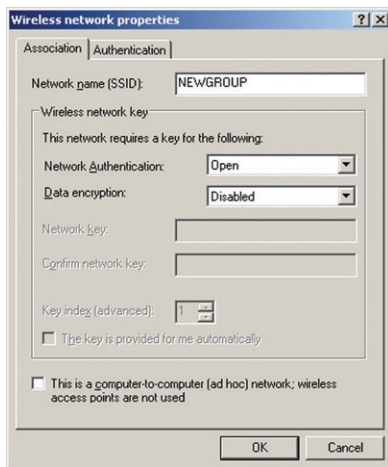 Wireless network properties
Association
Authentication
Network name (SSID):
NEWGROUP
Wireless network key
This network requires a key for the following:
Network Authentication:
Open
Data encryption:
Disabled
Network key:
Confirm network key:
Key index (advanced):
1
The key is provided for me automatically
This is a computer-to-computer (ad hoc) network; wireless
access points are not used
OK
Cancel